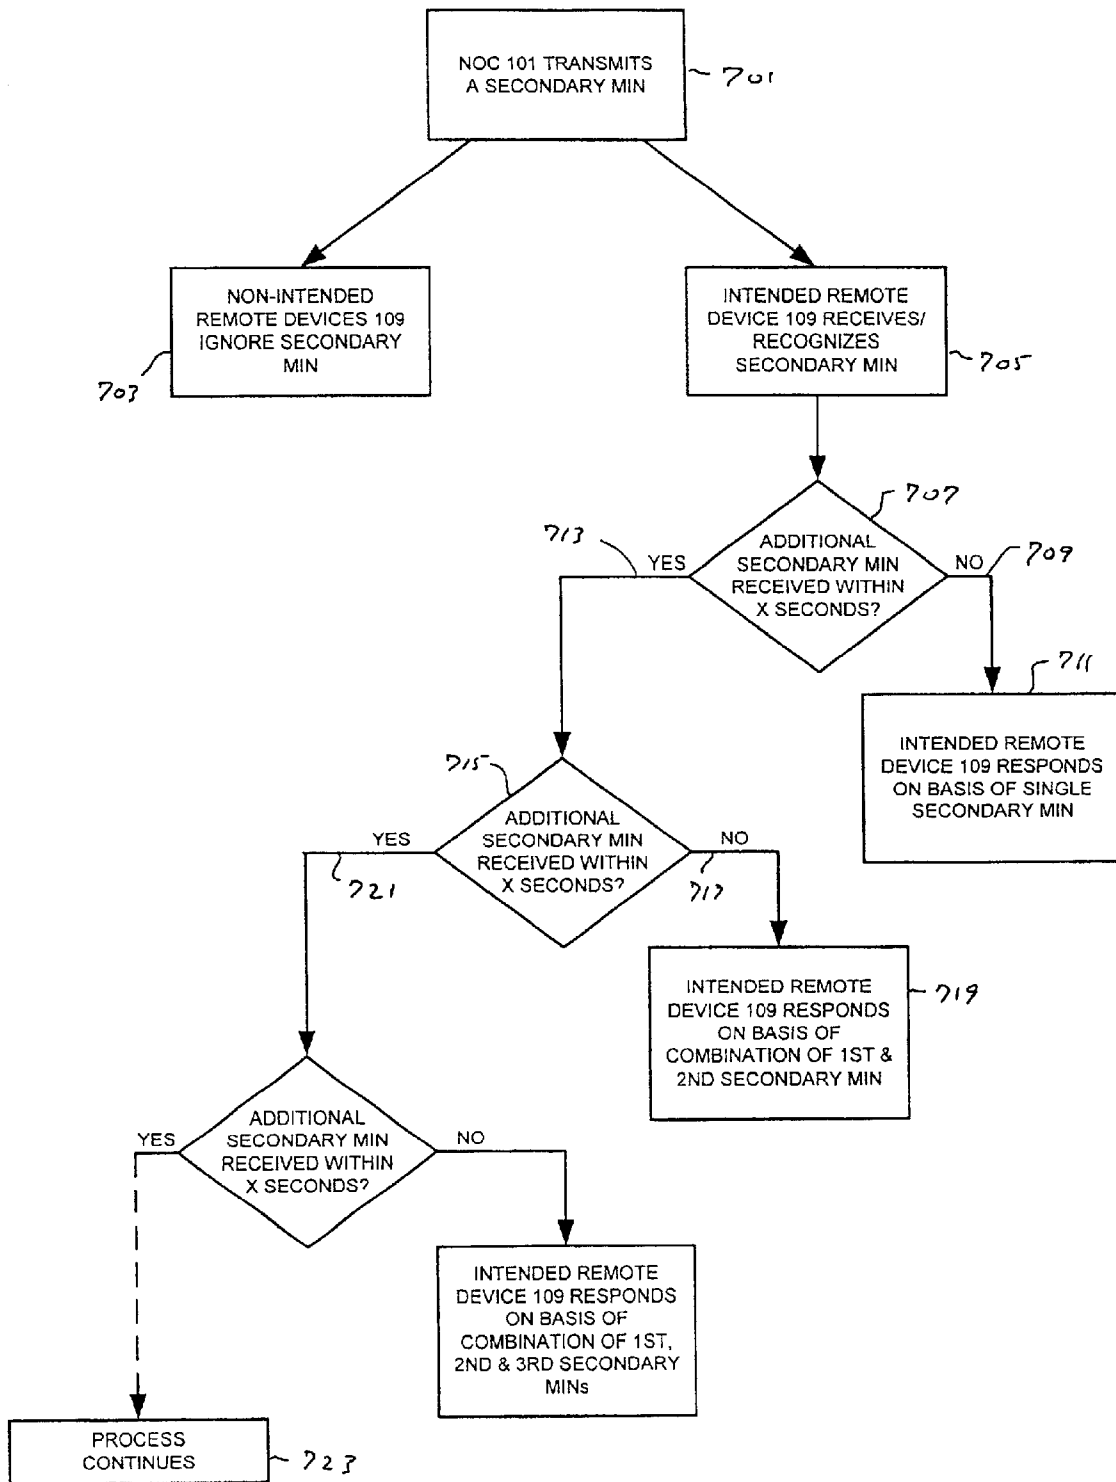 NOC 101 TRANSMITS
A SECONDARY MIN
701
NON-INTENDED
REMOTE DEVICES 109
IGNORE SECONDARY
MIN
703
INTENDED REMOTE
DEVICE 109 RECEIVES/
RECOGNIZES
SECONDARY MIN
705
707
713
YES
ADDITIONAL
SECONDARY MIN
RECEIVED WITHIN
X SECONDS?
NO
709
711
INTENDED REMOTE
DEVICE 109 RESPONDS
ON BASIS OF SINGLE
SECONDARY MIN
715
YES
721
ADDITIONAL
SECONDARY MIN
RECEIVED WITHIN
X SECONDS?
NO
717
INTENDED REMOTE
DEVICE 109 RESPONDS
ON BASIS OF
COMBINATION OF 1ST &
2ND SECONDARY MIN
719
YES
ADDITIONAL
SECONDARY MIN
RECEIVED WITHIN
X SECONDS?
NO
INTENDED REMOTE
DEVICE 109 RESPONDS
ON BASIS OF
COMBINATION OF 1ST,
2ND & 3RD SECONDARY
MINs
PROCESS
CONTINUES
723